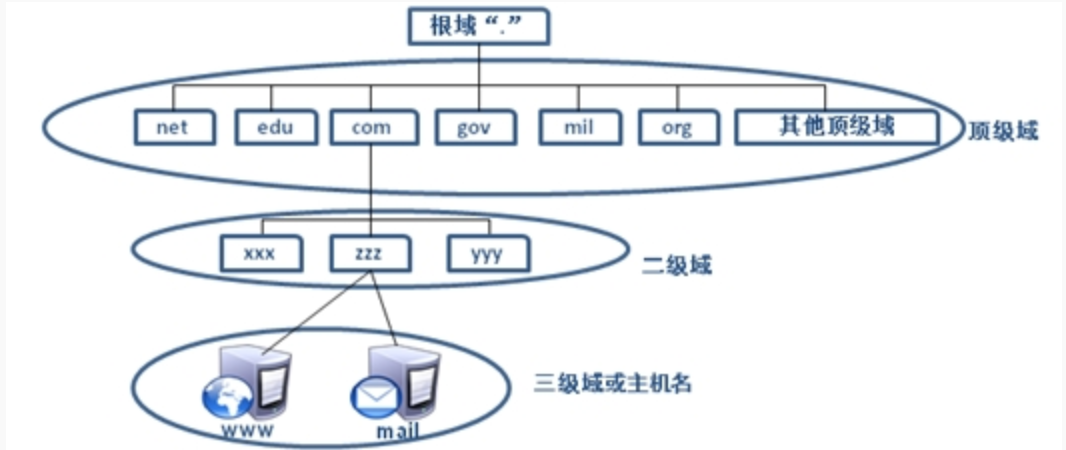 根域“.”
net
edu
com
gov
mil
org
其他顶级域
顶级域
xxx
zzz
yyy
二级域
三级域或主机名
www
mail